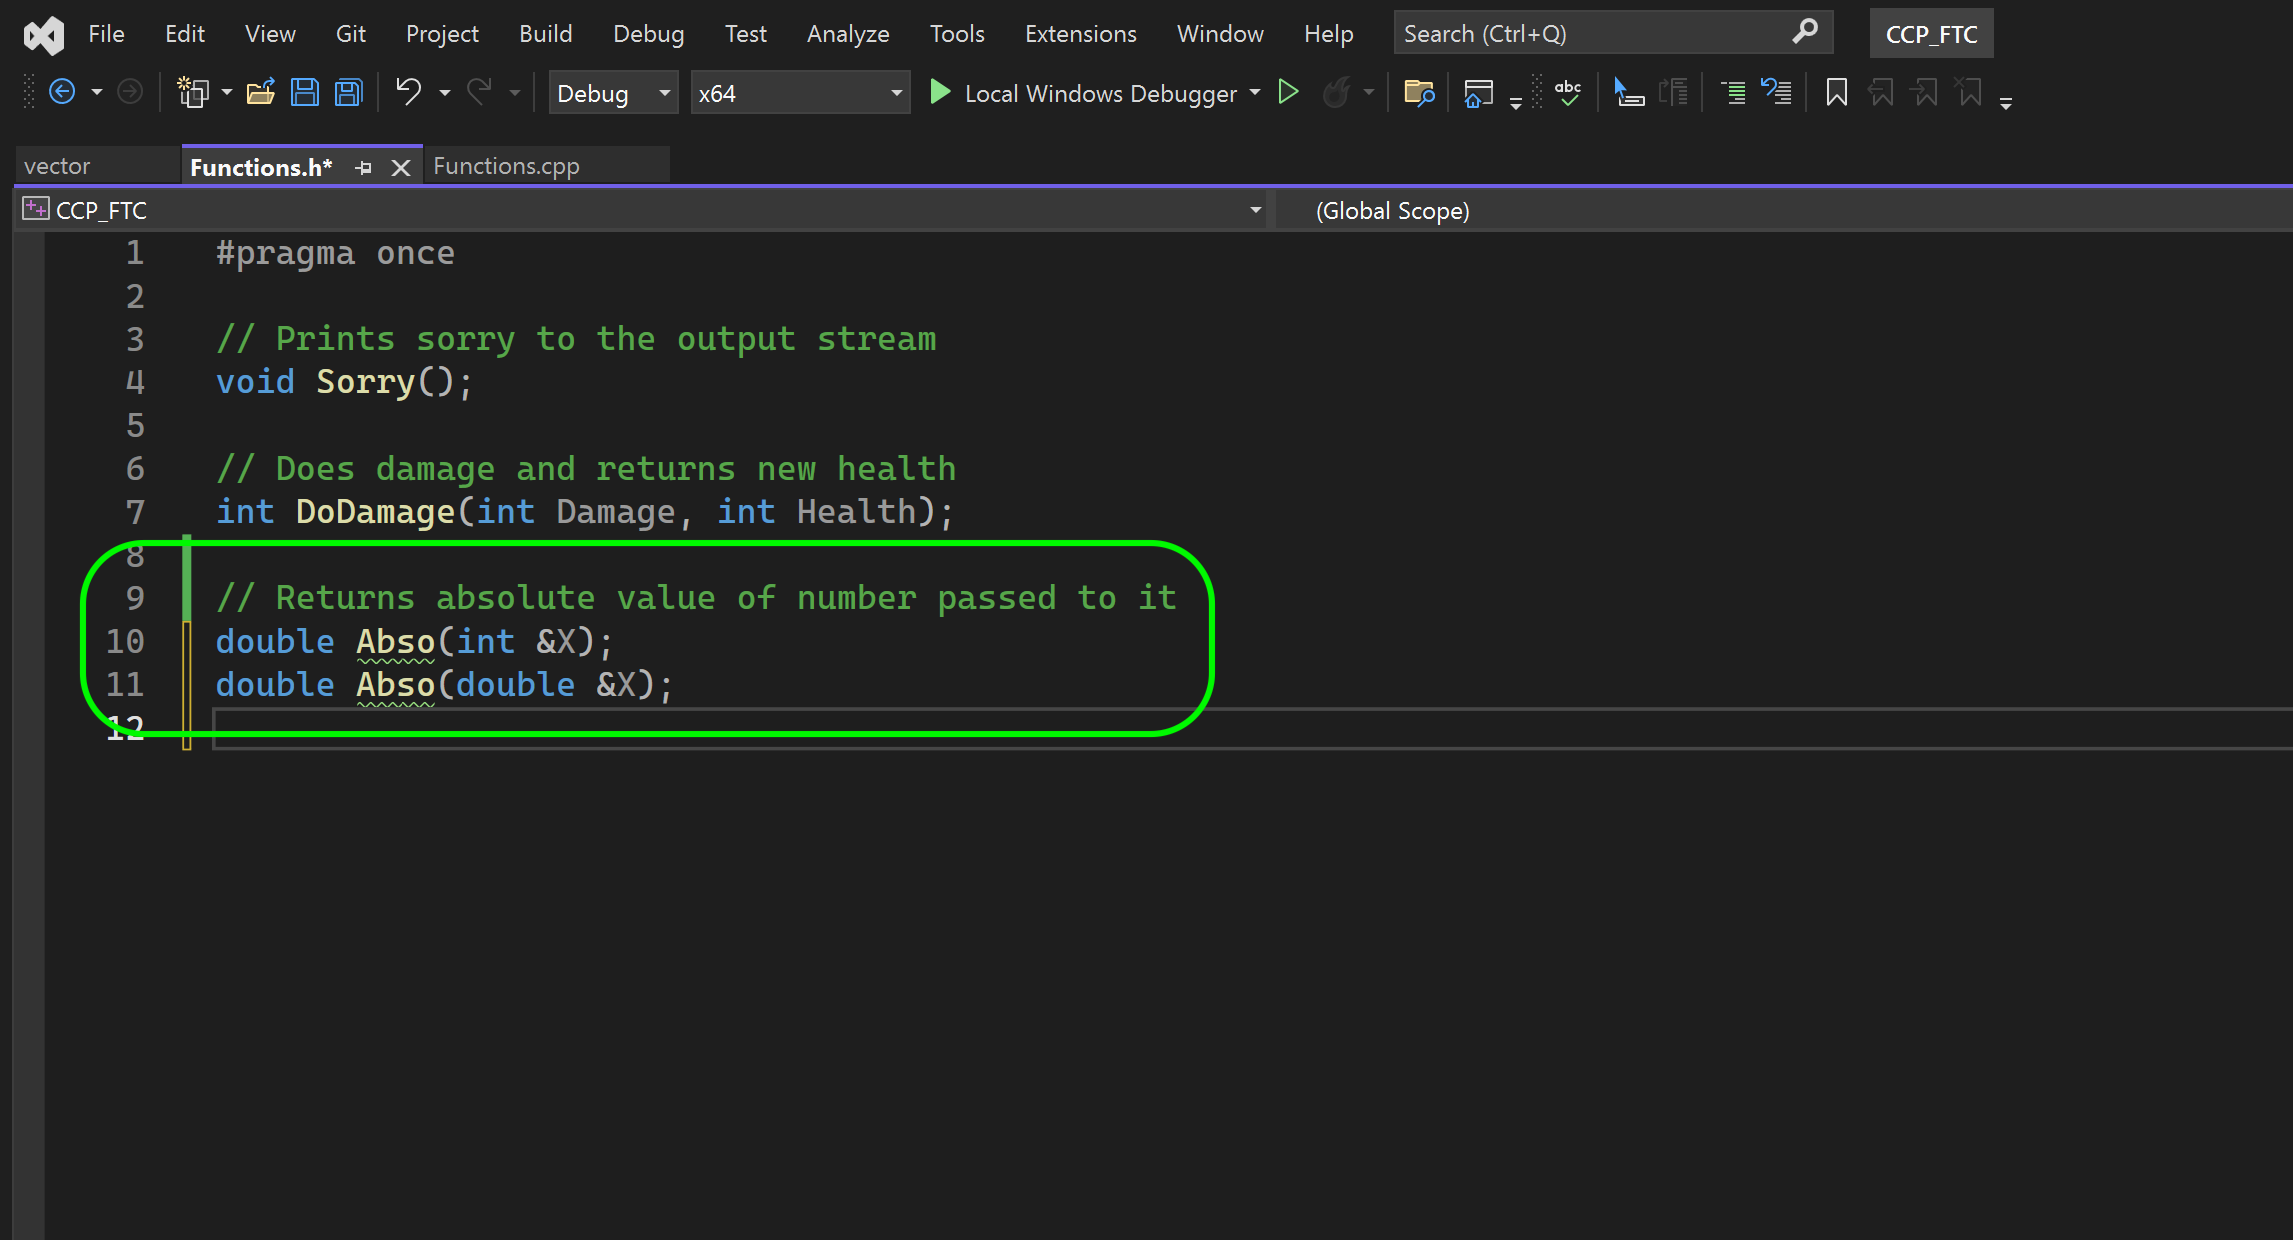 File Edit View Git Project Build Debug Test Analyze Tools Extensions Window Help Search (Ctrl+Q) CCP_FTC
Debug x64 Local Windows Debugger abc
vector Functions.h* Functions.cpp
CCP_FTC (Global Scope)
1 #pragma once
2
3 // Prints sorry to the output stream
4 void Sorry();
5
6 // Does damage and returns new health
7 int DoDamage(int Damage, int Health);
8
9 // Returns absolute value of number passed to it
10 double Abso(int &X);
11 double Abso(double &X);
12